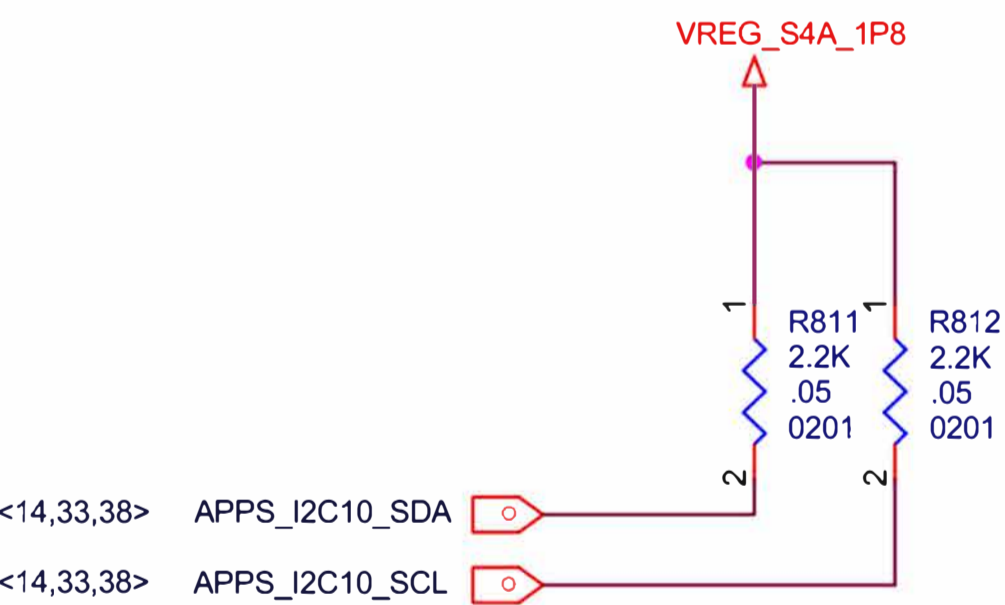 VREG_S4A_1P8
1
R811
2.2K
.05
0201
2
1
R812
2.2K
.05
0201
2
<14,33,38> APPS_I2C10_SDA
<14,33,38> APPS_I2C10_SCL